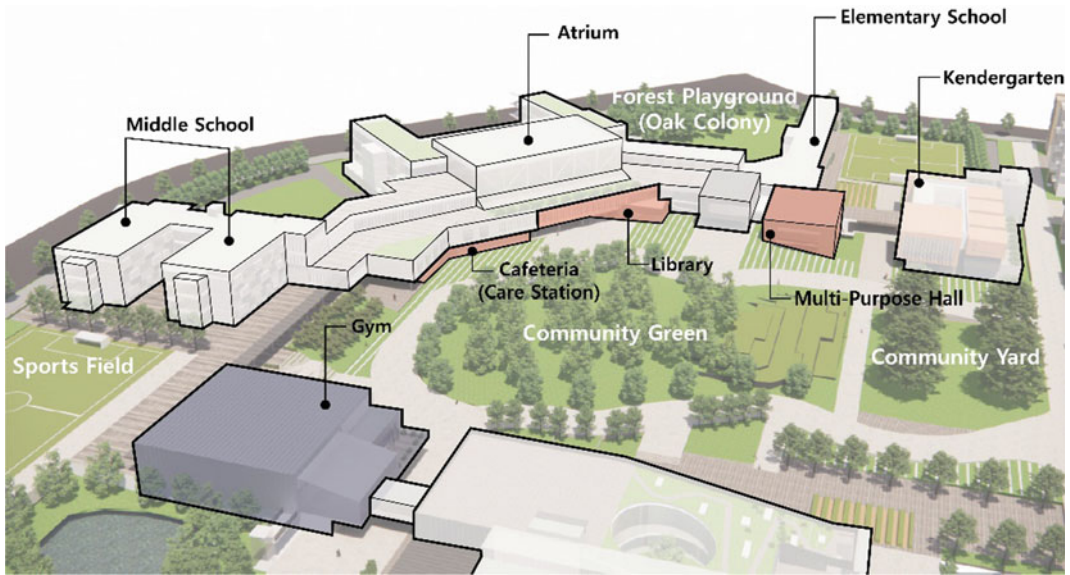 Elementary School
Atrium
Kendergarten
Forest Playground
(Oak Colony)
Middle School
Cafeteria
(Care Station)
Library
Multi-Purpose Hall
Gym
Community Green
Sports Field
Community Yard